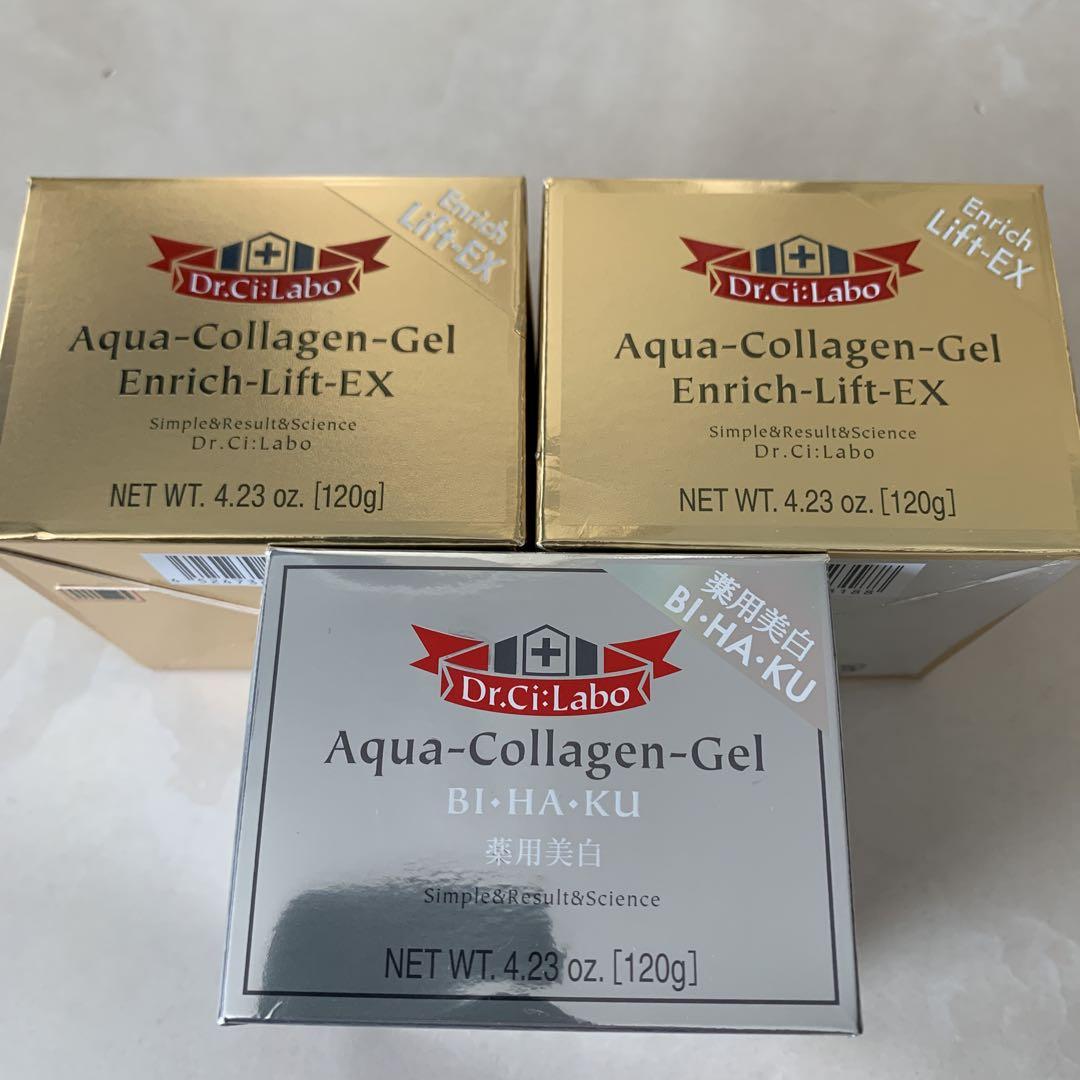 Enrich
Lift-EX
Dr.Ci:Labo
Aqua-Collagen-Gel
Enrich-Lift-EX
Simple&Result&Science
Dr.Ci:Labo
NET WT. 4.23 oz. [120g]
Enrich
Lift-EX
Dr.Ci:Labo
Aqua-Collagen-Gel
Enrich-Lift-EX
Simple&Result&Science
Dr.Ci:Labo
NET WT. 4.23 oz. [120g]
薬用美白
BI・HA・KU
Dr.Ci:Labo
Aqua-Collagen-Gel
BI・HA・KU
薬用美白
Simple&Result&Science
NET WT. 4.23 oz. [120g]